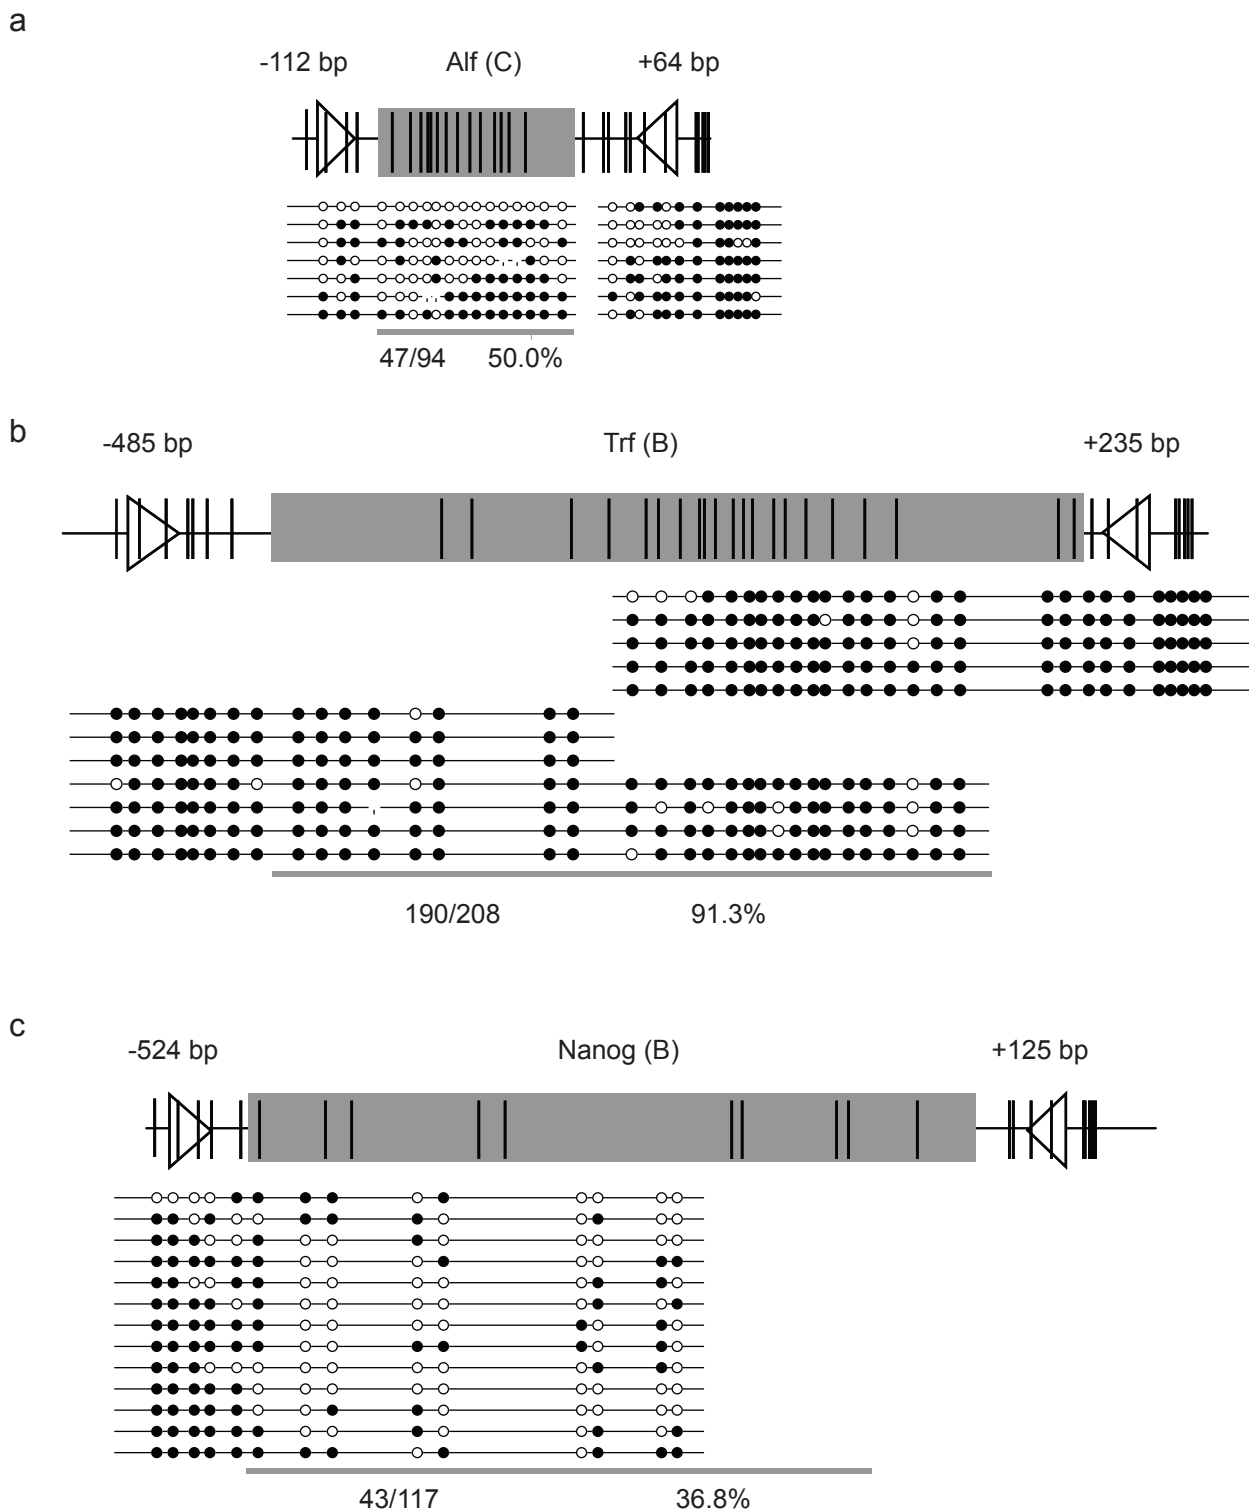 a
-112 bp Alf (C) +64 bp
47/94 50.0%
b
-485 bp Trf (B) +235 bp
190/208 91.3%
c
-524 bp Nanog (B) +125 bp
43/117 36.8%